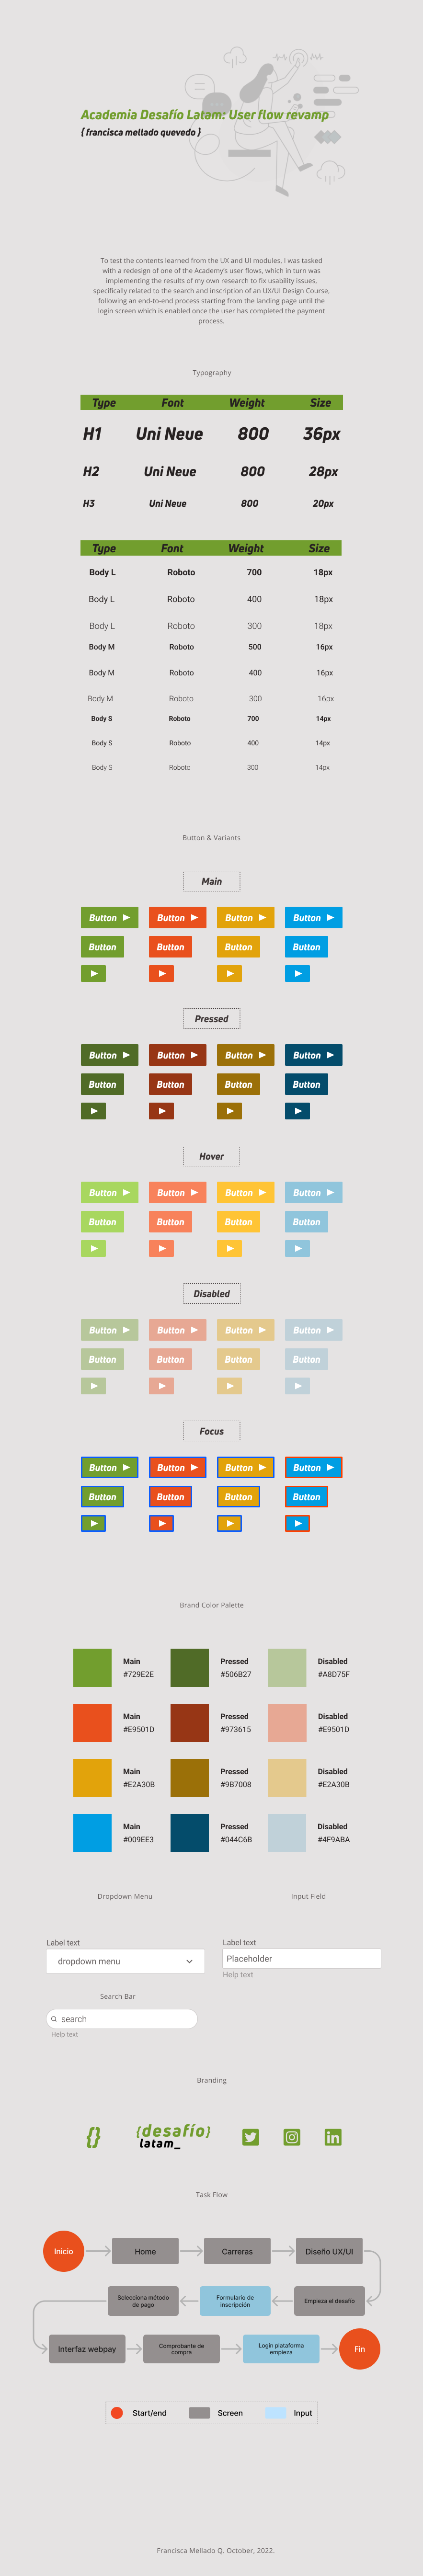 Academia Desafío Latam: User flow revamp
{ francisca mellado quevedo }
To test the contents learned from the UX and UI modules, I was tasked
with a redesign of one of the Academy's user flows, which in turn was
implementing the results of my own research to fix usability issues,
specifically related to the search and inscription of an UX/UI Design Course,
following an end-to-end process starting from the landing page until the
login screen which is enabled once the user has completed the payment
process.
Typography
Type Font Weight Size
H1 Uni Neue 800 36px
H2 Uni Neue 800 28px
H3 Uni Neue 800 20px
Type Font Weight Size
Body L Roboto 700 18px
Body L Roboto 400 18px
Body L Roboto 300 18px
Body M Roboto 500 16px
Body M Roboto 400 16px
Body M Roboto 300 16px
Body S Roboto 700 14px
Body S Roboto 400 14px
Body S Roboto 300 14px
Button & Variants
Main
Button Button Button Button
Button Button Button Button
Pressed
Button Button Button Button
Button Button Button Button
Hover
Button Button Button Button
Button Button Button Button
Disabled
Button Button Button Button
Button Button Button Button
Focus
Button Button Button Button
Button Button Button Button
Brand Color Palette
Main Pressed Disabled
#729E2E #506B27 #A8D75F
Main Pressed Disabled
#E9501D #973615 #E9501D
Main Pressed Disabled
#E2A30B #9B7008 #E2A30B
Main Pressed Disabled
#009EE3 #044C6B #4F9ABA
Dropdown Menu Input Field
Label text Label text
dropdown menu Placeholder
Help text
Search Bar
search
Help text
Branding
{} {desafío}
latam_
in
Task Flow
Inicio Home Carreras Diseño UX/UI
Selecciona método
de pago
Formulario de
inscripción
Empieza el desafío
Interfaz webpay
Comprobante de
compra
Login plataforma
empieza
Fin
Start/end Screen Input
Francisca Mellado Q. October, 2022.